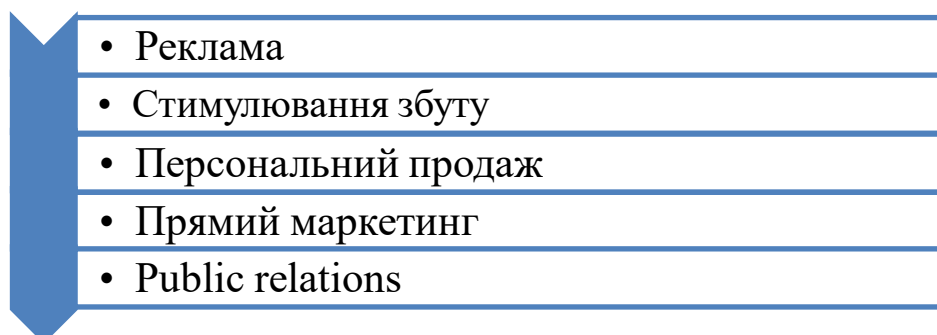 • Реклама
• Стимулювання збуту
• Персональний продаж
• Прямий маркетинг
• Public relations